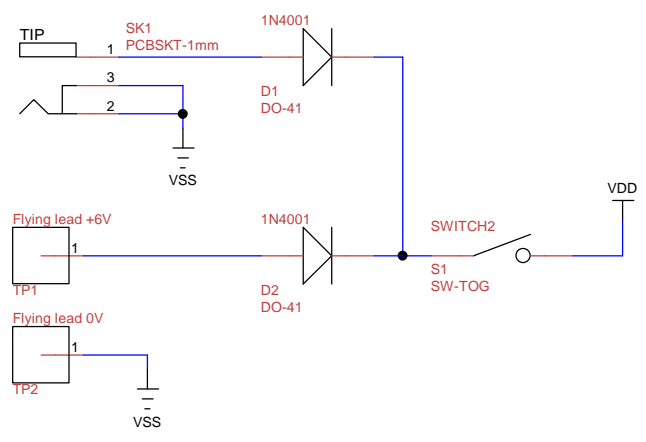 TIP
1
SK1
PCBSKT-1mm
3
2
VSS
1N4001
D1
DO-41
Flying lead +6V
1
TP1
1N4001
D2
DO-41
SWITCH2
S1
SW-TOG
VDD
Flying lead 0V
1
TP2
VSS